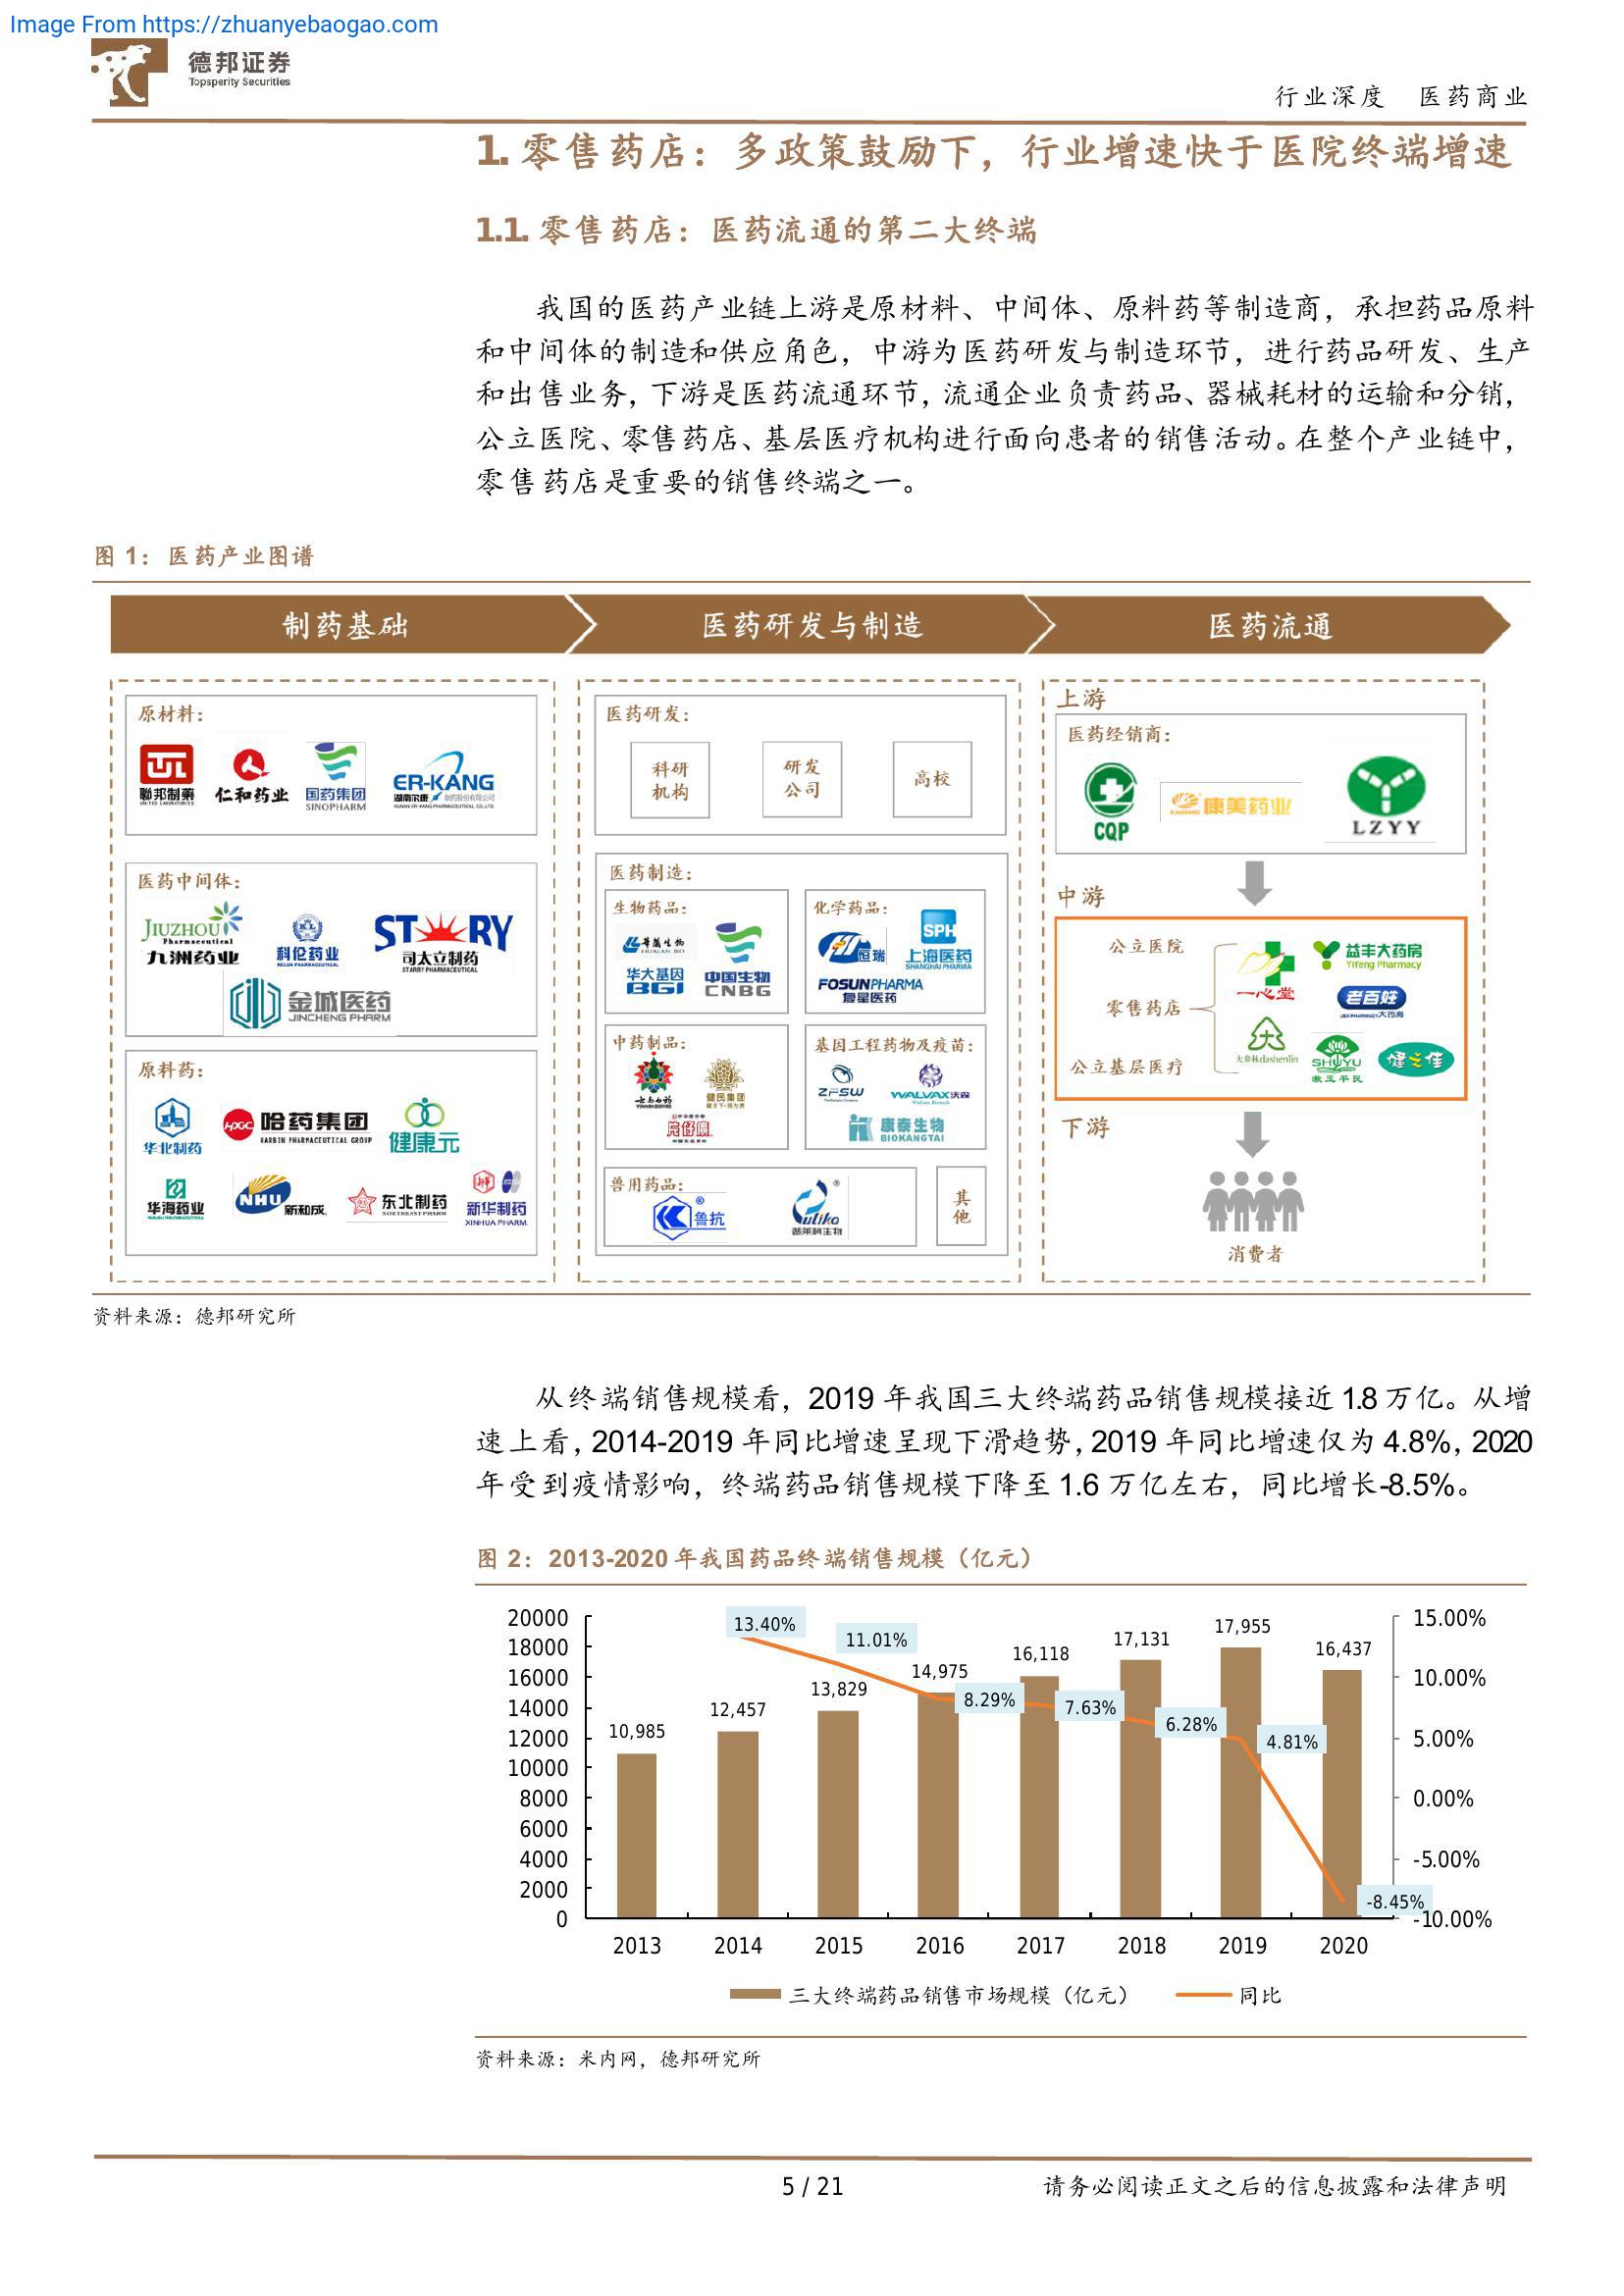 Image From https://zhuanyebaogao.com
德邦证券
Topsperity Securities
行业深度 医药商业
1. 零售药店：多政策鼓励下，行业增速快于医院终端增速
1.1. 零售药店：医药流通的第二大终端
我国的医药产业链上游是原材料、中间体、原料药等制造商，承担药品原料
和中间体的制造和供应角色，中游为医药研发与制造环节，进行药品研发、生产
和出售业务，下游是医药流通环节，流通企业负责药品、器械耗材的运输和分销，
公立医院、零售药店、基层医疗机构进行面向患者的销售活动。在整个产业链中，
零售药店是重要的销售终端之一。
图 1：医药产业图谱
制药基础
医药研发与制造
医药流通
原材料：
聯邦制藥
仁和药业
国药集团
SINOPHARM
ER-KANG
医药中间体：
JIUZHOU
Pharmaceutical
九洲药业
科伦药业
STARRY
司太立制药
STARRY PHARMACEUTICAL
金城医药
JINCHENG PHARM
原料药：
华北制药
HPGC
哈药集团
HARBIN PHARMACEUTICAL GROUP
健康元
华海药业
NHU
新和成
东北制药
NORTHEAST PHARM
新华制药
XINHUA PHARM.
医药研发：
科研
机构
研发
公司
高校
医药制造：
生物药品：
华大基因
BGI
中国生物
CNBG
化学药品：
恒瑞
SPH
上海医药
SHANGHAI PHARMA
FOSUNPHARMA
复星医药
中药制品：
云南白药
健民集团
片仔癀
基因工程药物及疫苗：
ZFSW
WALVAX沃森
康泰生物
BIOKANGTAI
兽用药品：
鲁抗
ulike
普莱柯生物
其
他
上游
医药经销商：
CQP
康美药业
LZYY
中游
公立医院
零售药店
公立基层医疗
一心堂
益丰大药房
Yifeng Pharmacy
老百姓
大药房
大参林dashenlin
SHUYU
漱玉平民
健之佳
下游
消费者
资料来源：德邦研究所
从终端销售规模看，2019 年我国三大终端药品销售规模接近 1.8 万亿。从增
速上看，2014-2019 年同比增速呈现下滑趋势，2019 年同比增速仅为 4.8%，2020
年受到疫情影响，终端药品销售规模下降至 1.6 万亿左右，同比增长-8.5%。
图 2：2013-2020 年我国药品终端销售规模（亿元）
20000
18000
16000
14000
12000
10000
8000
6000
4000
2000
0
10,985
12,457
13,829
14,975
16,118
17,131
17,955
16,437
13.40%
11.01%
8.29%
7.63%
6.28%
4.81%
-8.45%
15.00%
10.00%
5.00%
0.00%
-5.00%
-10.00%
2013
2014
2015
2016
2017
2018
2019
2020
三大终端药品销售市场规模（亿元）
同比
资料来源：米内网，德邦研究所
5 / 21
请务必阅读正文之后的信息披露和法律声明